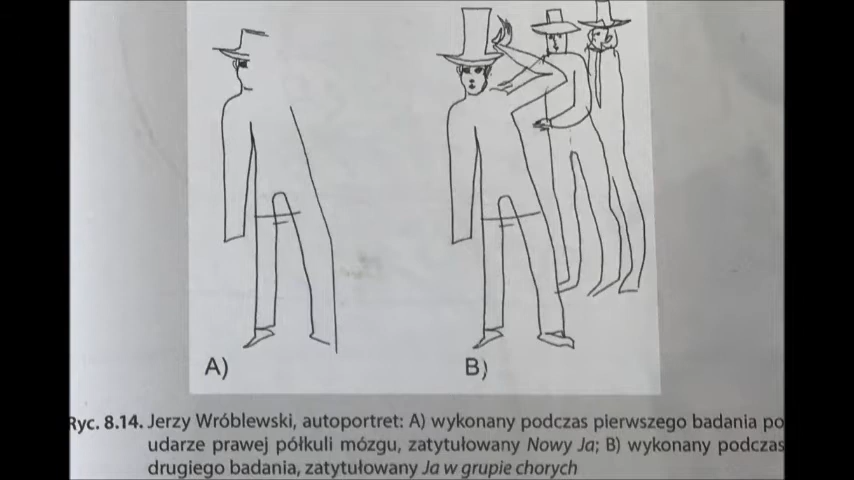 A)
B)
Ryc. 8.14. Jerzy Wróblewski, autoportret: A) wykonany podczas pierwszego badania po
udarze prawej półkuli mózgu, zatytułowany Nowy Ja; B) wykonany podczas
drugiego badania, zatytułowany Ja w grupie chorych